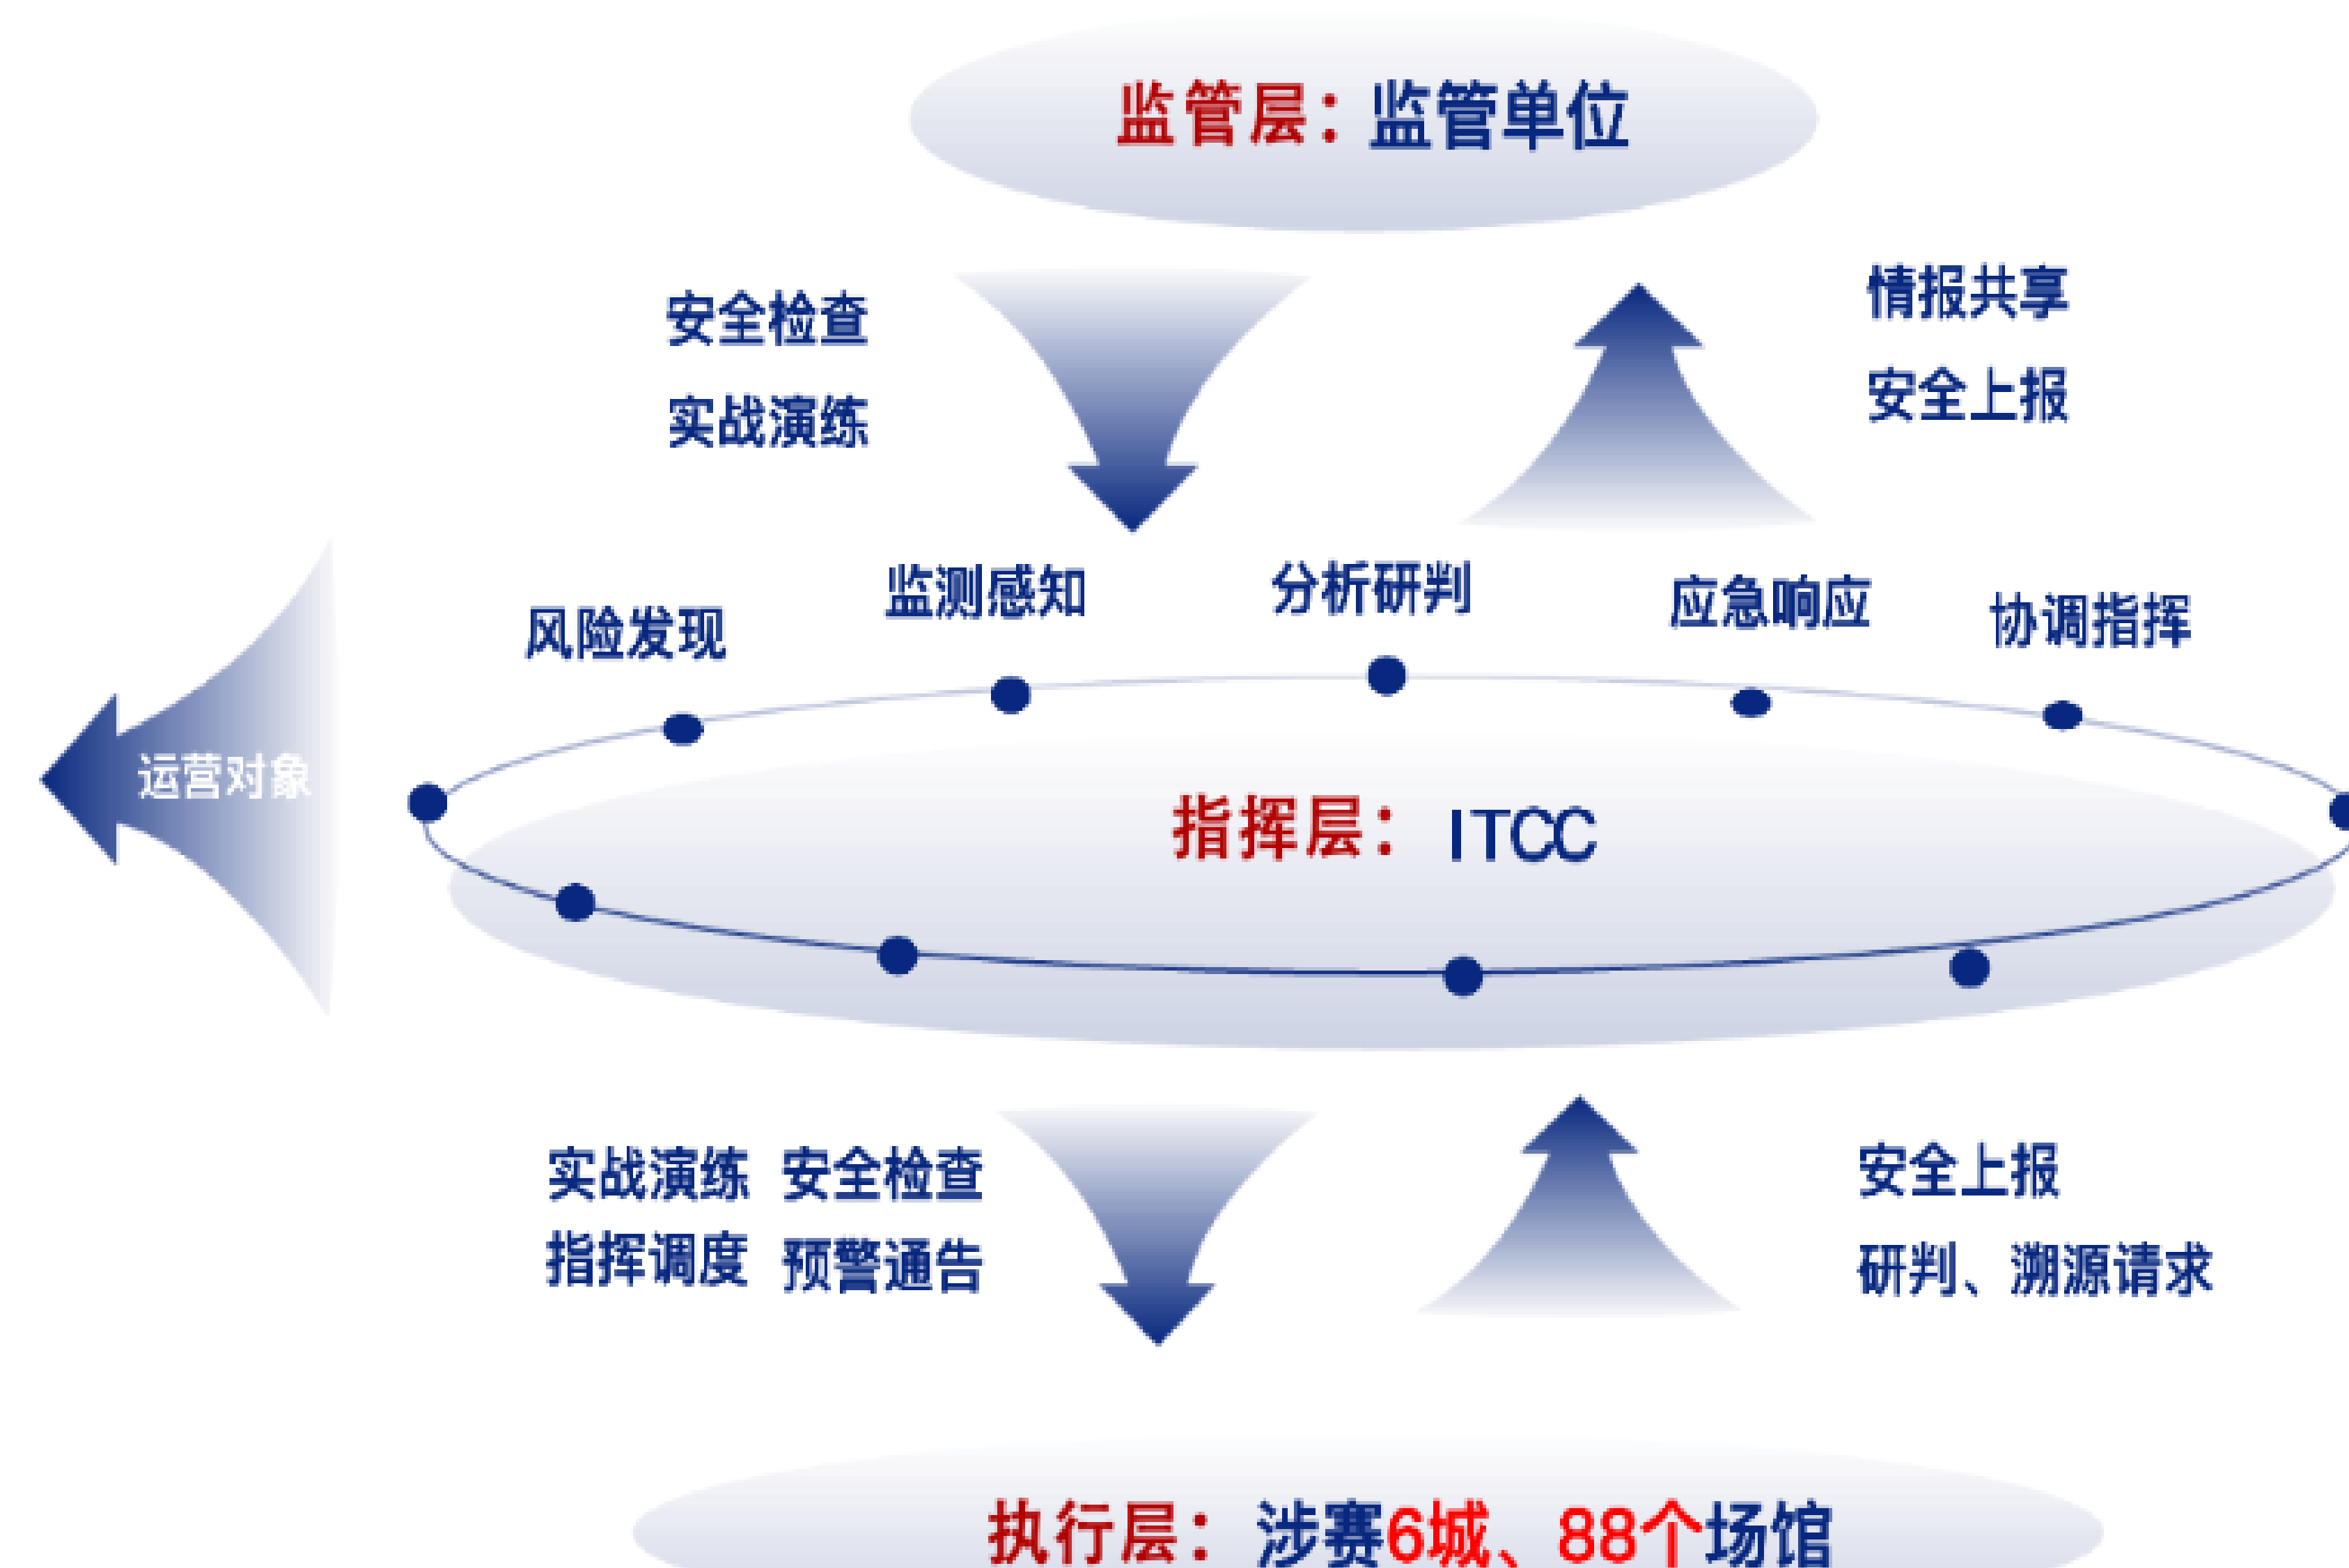 监管层：监管单位
安全检查
实战演练
情报共享
安全上报
风险发现
监测感知
分析研判
应急响应
协调指挥
运营对象
指挥层：ITCC
实战演练 安全检查
指挥调度 预警通告
安全上报
研判、溯源请求
执行层：涉赛6城、88个场馆